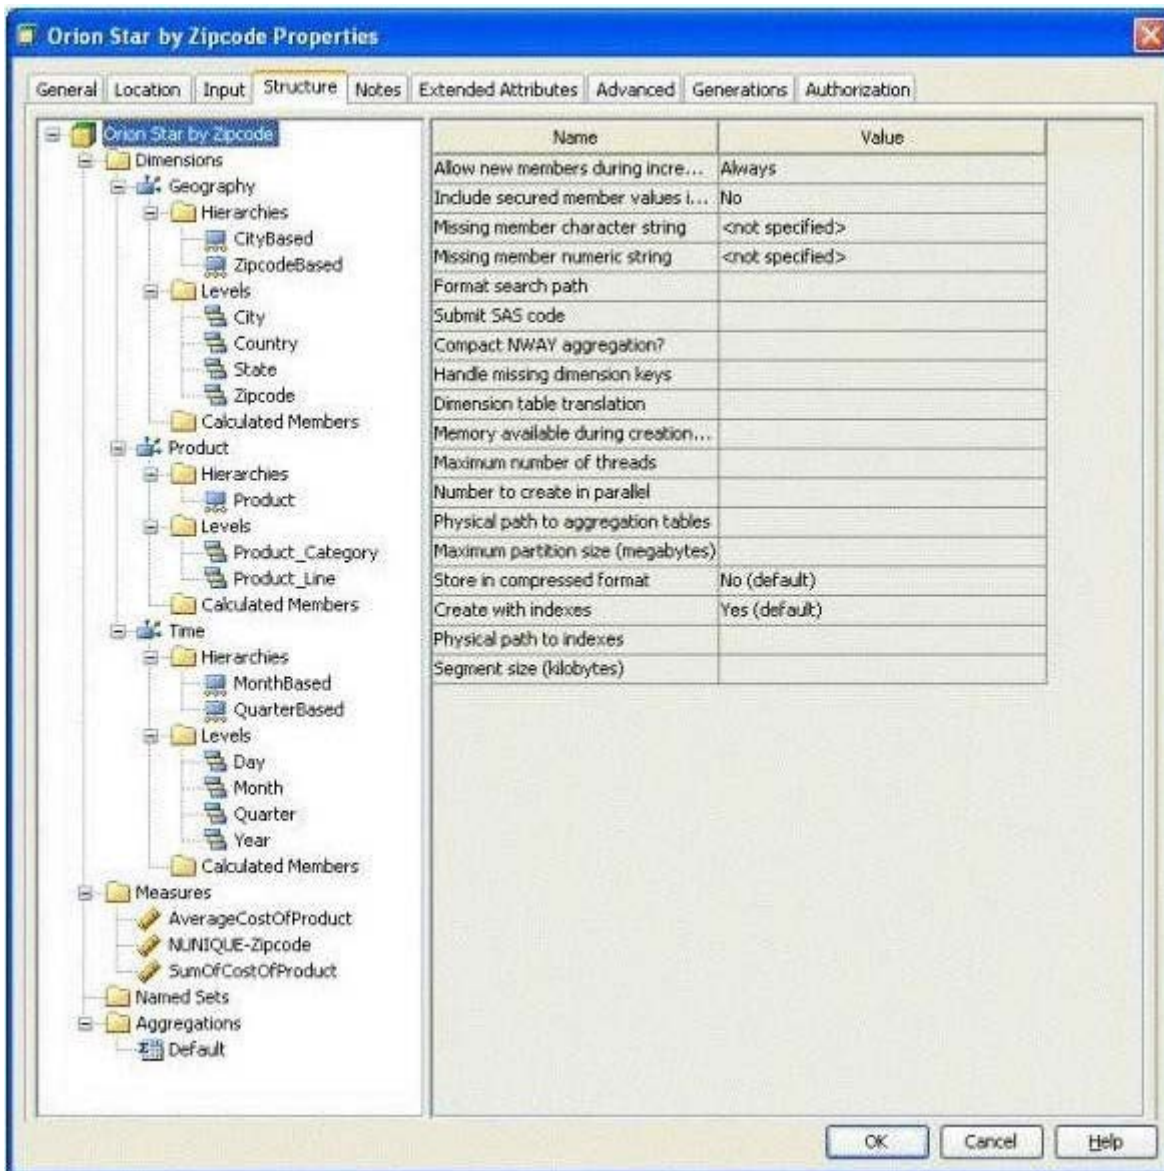 Orion Star by Zipcode Properties
General Location Input Structure Notes Extended Attributes Advanced Generations Authorization
Orion Star by Zipcode
Dimensions
Geography
Hierarchies
CityBased
ZipcodeBased
Levels
City
Country
State
Zipcode
Calculated Members
Product
Hierarchies
Product
Levels
Product_Category
Product_Line
Calculated Members
Time
Hierarchies
MonthBased
QuarterBased
Levels
Day
Month
Quarter
Year
Calculated Members
Measures
AverageCostOfProduct
NUNIQUE-Zipcode
SumOfCostOfProduct
Named Sets
Aggregations
Default
Name Value
Allow new members during incre... Always
Include secured member values i... No
Missing member character string <not specified>
Missing member numeric string <not specified>
Format search path
Submit SAS code
Compact NWAY aggregation?
Handle missing dimension keys
Dimension table translation
Memory available during creation...
Maximum number of threads
Number to create in parallel
Physical path to aggregation tables
Maximum partition size (megabytes)
Store in compressed format No (default)
Create with indexes Yes (default)
Physical path to indexes
Segment size (kilobytes)
OK Cancel Help